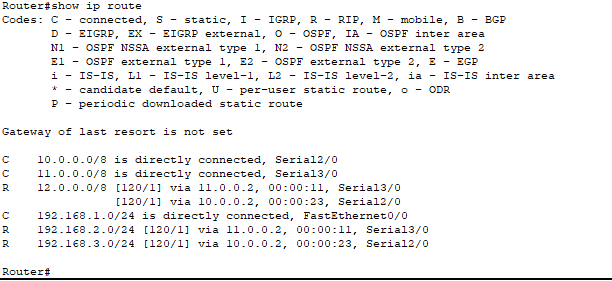 Router#show ip route
Codes: C - connected, S - static, I - IGRP, R - RIP, M - mobile, B - BGP
D - EIGRP, EX - EIGRP external, O - OSPF, IA - OSPF inter area
N1 - OSPF NSSA external type 1, N2 - OSPF NSSA external type 2
E1 - OSPF external type 1, E2 - OSPF external type 2, E - EGP
i - IS-IS, L1 - IS-IS level-1, L2 - IS-IS level-2, ia - IS-IS inter area
* - candidate default, U - per-user static route, o - ODR
P - periodic downloaded static route
Gateway of last resort is not set
C 10.0.0.0/8 is directly connected, Serial2/0
C 11.0.0.0/8 is directly connected, Serial3/0
R 12.0.0.0/8 [120/1] via 11.0.0.2, 00:00:11, Serial3/0
[120/1] via 10.0.0.2, 00:00:23, Serial2/0
C 192.168.1.0/24 is directly connected, FastEthernet0/0
R 192.168.2.0/24 [120/1] via 11.0.0.2, 00:00:11, Serial3/0
R 192.168.3.0/24 [120/1] via 10.0.0.2, 00:00:23, Serial2/0
Router#